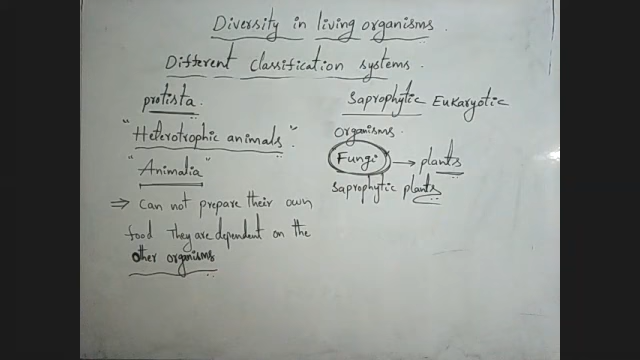 Diversity in living organisms.
Different classification systems.
protista.
"Heterotrophic animals".
"Animalia"
⇒ Can not prepare their own
food They are dependent on the
other organisms
Saprophytic Eukaryotic
organisms.
Fungi → plants
Saprophytic plants